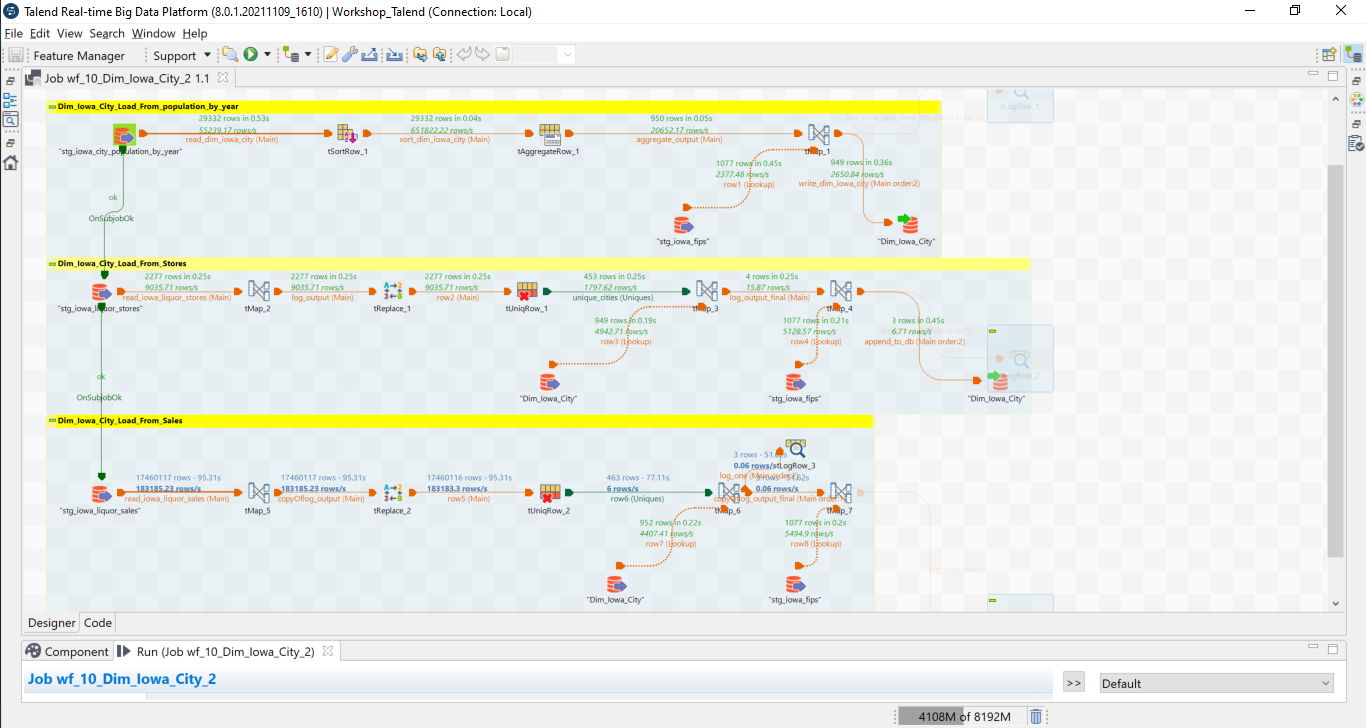 Talend Real-time Big Data Platform (8.0.1.20211109_1610) | Workshop_Talend (Connection: Local)
File Edit View Search Window Help
Feature Manager Support
Job wf_10_Dim_Iowa_City_2 1.1
Dim_Iowa_City_Load_From_population_by_year
tLogRow_1
29332 rows in 0.53s
55239.17 rows/s
read_dim_iowa_city (Main)
29332 rows in 0.04s
651822.22 rows/s
sort_dim_iowa_city (Main)
950 rows in 0.05s
20652.17 rows/s
aggregate_output (Main)
"stg_iowa_city_population_by_year"
tSortRow_1
tAggregateRow_1
tMap_1
1077 rows in 0.45s
2377.48 rows/s
row1 (Lookup)
949 rows in 0.36s
2650.84 rows/s
write_dim_iowa_city (Main order:2)
ok
OnSubjobOk
"stg_iowa_fips"
"Dim_Iowa_City"
Dim_Iowa_City_Load_From_Stores
2277 rows in 0.25s
9035.71 rows/s
read_iowa_liquor_stores (Main)
2277 rows in 0.25s
9035.71 rows/s
log_output (Main)
2277 rows in 0.25s
9035.71 rows/s
row2 (Main)
453 rows in 0.25s
1797.62 rows/s
unique_cities (Uniques)
4 rows in 0.25s
15.87 rows/s
log_output_final (Main)
"stg_iowa_liquor_stores"
tMap_2
tReplace_1
tUniqRow_1
tMap_3
tMap_4
949 rows in 0.19s
4942.71 rows/s
row3 (Lookup)
1077 rows in 0.21s
5128.57 rows/s
row4 (Lookup)
3 rows in 0.45s
6.71 rows/s
append_to_db (Main order:2)
ok
OnSubjobOk
"Dim_Iowa_City"
"stg_iowa_fips"
"Dim_Iowa_City"
Dim_Iowa_City_Load_From_Sales
17460117 rows - 95.31s
183185.23 rows/s
read_iowa_liquor_sales (Main)
17460117 rows - 95.31s
183185.23 rows/s
copyOflog_output (Main)
17460116 rows - 95.31s
183183.3 rows/s
row5 (Main)
463 rows - 77.11s
6 rows/s
row6 (Uniques)
0.06 rows/s
tLogRow_3
0.06 rows/s
"stg_iowa_liquor_sales"
tMap_5
tReplace_2
tUniqRow_2
tMap_6
tMap_7
952 rows in 0.22s
4407.41 rows/s
row7 (Lookup)
1077 rows in 0.2s
5494.9 rows/s
row8 (Lookup)
"Dim_Iowa_City"
"stg_iowa_fips"
Designer Code
Component Run (Job wf_10_Dim_Iowa_City_2)
Job wf_10_Dim_Iowa_City_2
>> Default
4108M of 8192M